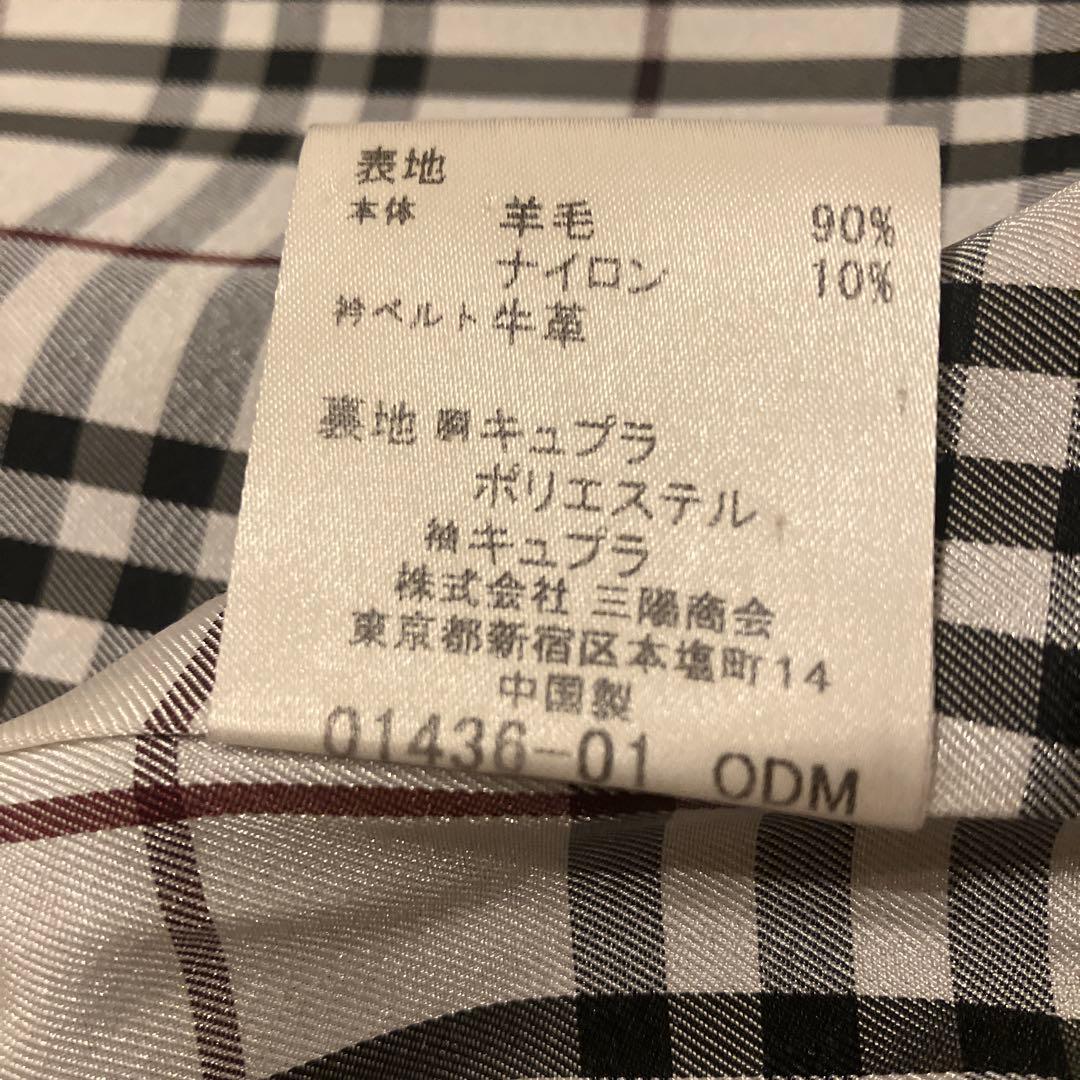 表地
本体 羊毛 90%
ナイロン 10%
衿ベルト 牛革
裏地 胴 キュプラ
ポリエステル
袖 キュプラ
株式会社 三陽商会
東京都新宿区本塩町14
中国製
01436-01 ODM